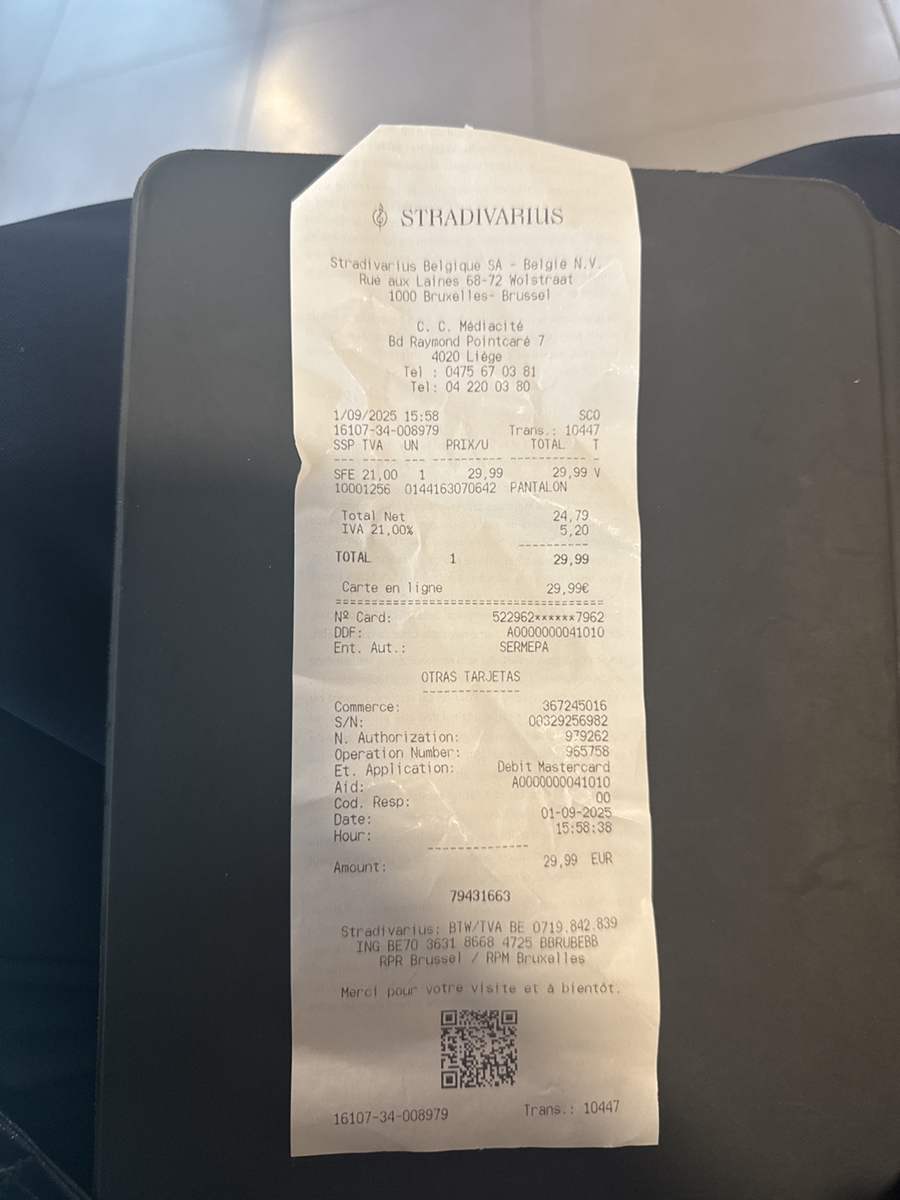 STRADIVARIUS
Stradivarius Belgique SA - Belgie N.V.
Rue aux Laines 68-72 Wolstraat
1000 Bruxelles- Brussel
C. C. Médiacité
Bd Raymond Pointcaré 7
4020 Liège
Tel : 0475 67 03 81
Tel: 04 220 03 80
1/09/2025 15:58 SCO
16107-34-008979 Trans.: 10447
SSP TVA UN PRIX/U TOTAL T
SFE 21,00 1 29,99 29,99 V
10001256 0144163070642 PANTALON
Total Net 24,79
IVA 21,00% 5,20
TOTAL 1 29,99
Carte en ligne 29,99€
Nº Card: 522962******7962
DDF: A0000000041010
Ent. Aut.: SERMEPA
OTRAS TARJETAS
Commerce: 367245016
S/N: 00329256982
N. Authorization: 979262
Operation Number: 965758
Et. Application: Debit Mastercard
Aid: A0000000041010
Cod. Resp: 00
Date: 01-09-2025
Hour: 15:58:38
Amount: 29,99 EUR
79431663
Stradivarius: BTW/TVA BE 0719.842.839
ING BE70 3631 8668 4725 BBRUBEBB
RPR Brussel / RPM Bruxelles
Merci pour votre visite et à bientôt.
16107-34-008979 Trans.: 10447